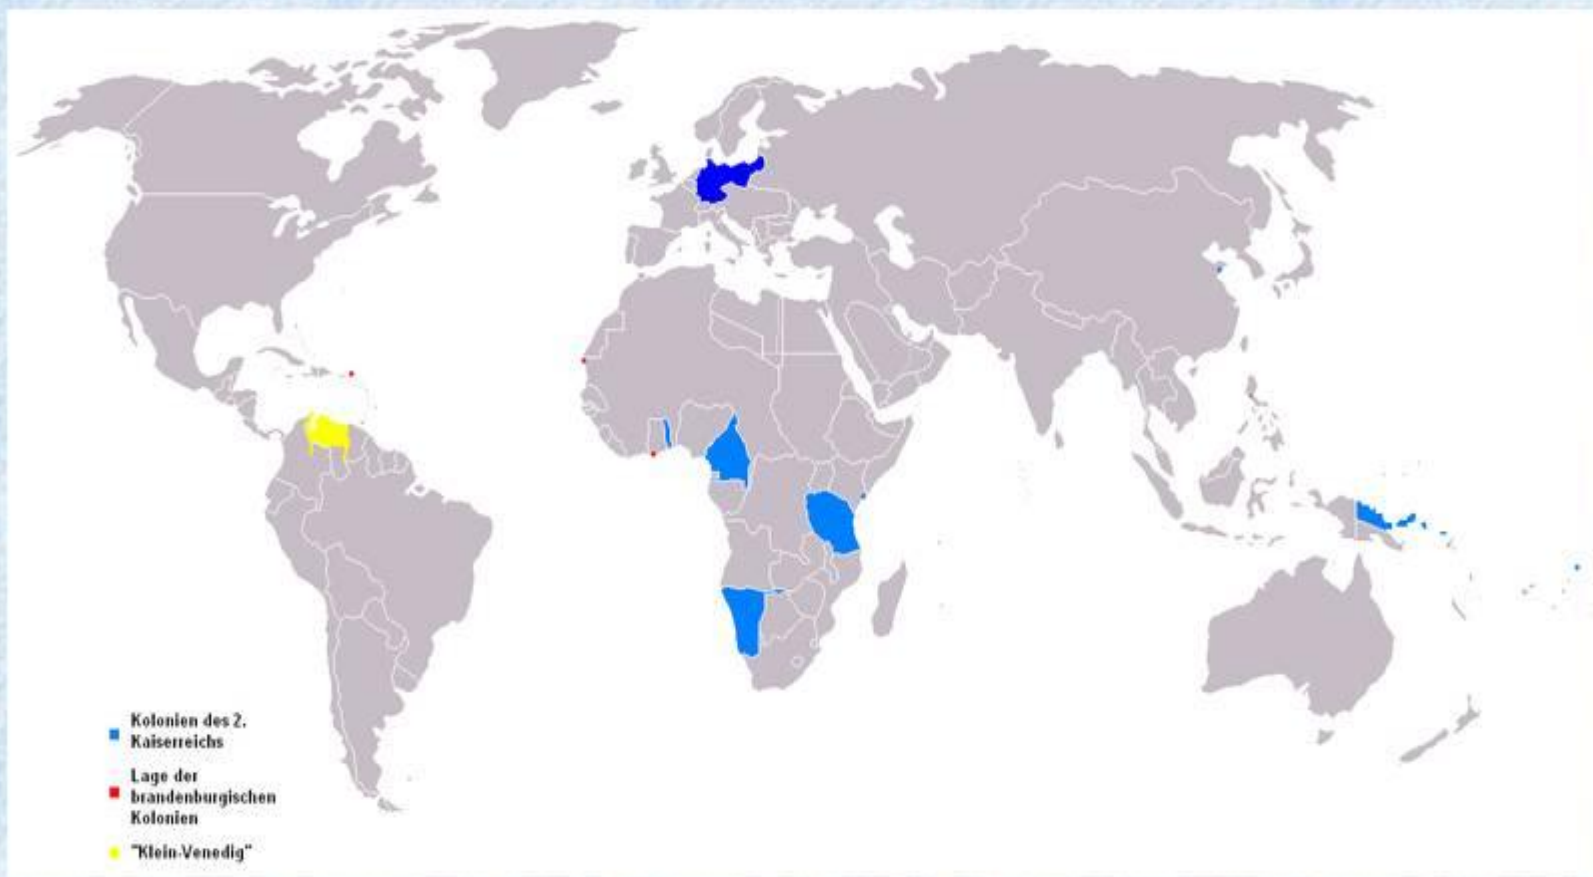 Kolonien des 2.
Kaiserreichs
Lage der
brandenburgischen
Kolonien
"Klein-Venedig"